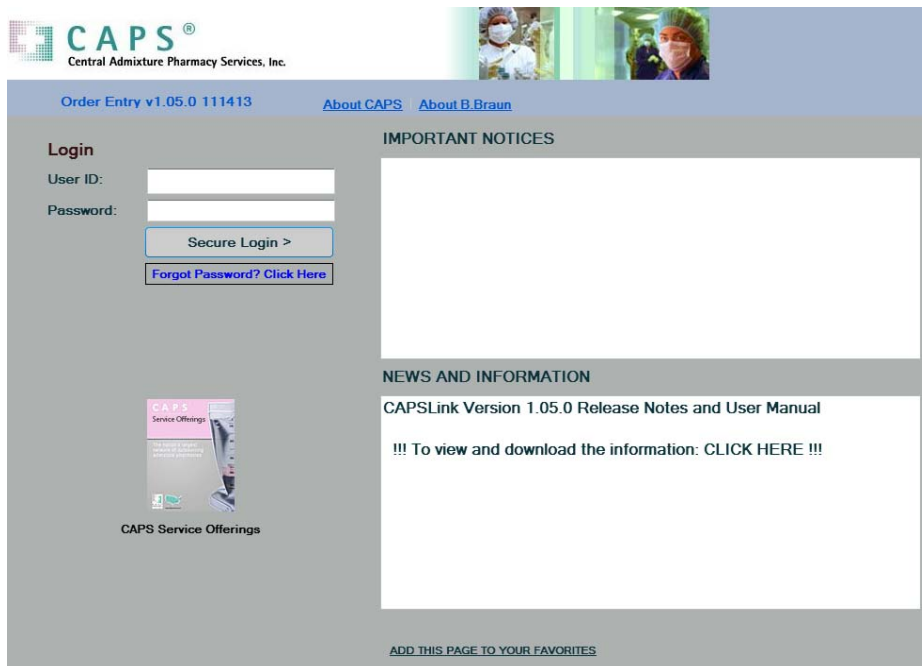 CAPS®
Central Admixture Pharmacy Services, Inc.
Order Entry v1.05.0 111413
About CAPS | About B.Braun
Login
User ID:
Password:
Secure Login >
Forgot Password? Click Here
IMPORTANT NOTICES
NEWS AND INFORMATION
CAPSLink Version 1.05.0 Release Notes and User Manual
!!! To view and download the information: CLICK HERE !!!
CAPS
Service Offerings
CAPS Service Offerings
ADD THIS PAGE TO YOUR FAVORITES